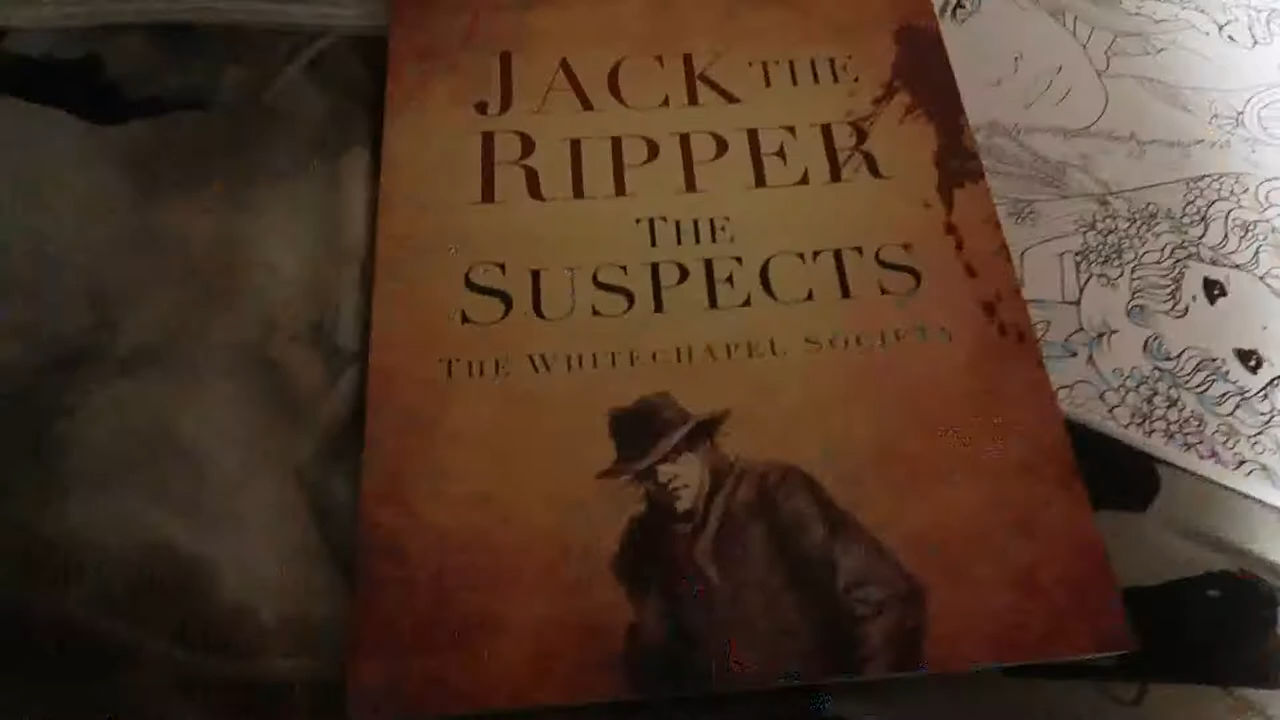 JACK THE
RIPPER
THE
SUSPECTS
THE WHITECHAPEL SOCIETY